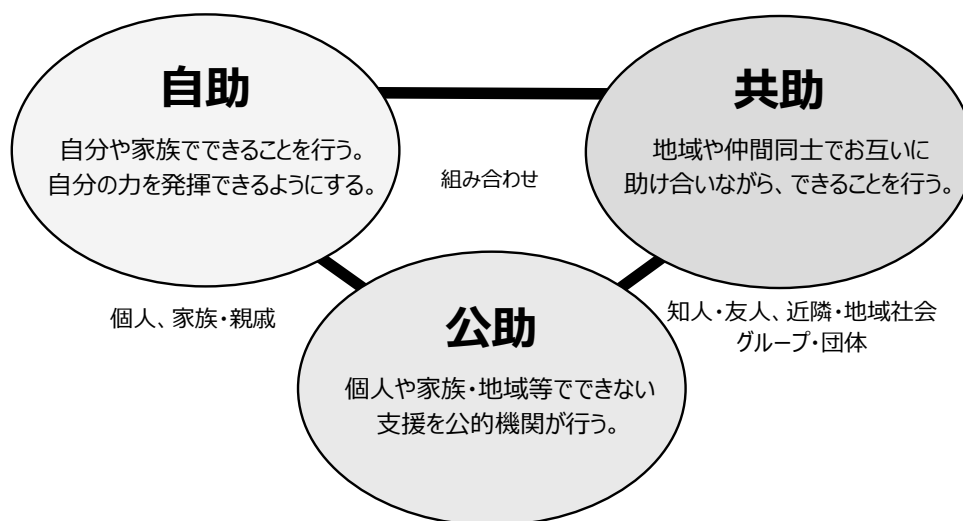 自助
自分や家族でできることを行う。
自分の力を発揮できるようにする。
共助
地域や仲間同士でお互いに
助け合いながら、できることを行う。
組み合わせ
個人、家族・親戚
知人・友人、近隣・地域社会
グループ・団体
公助
個人や家族・地域等でできない
支援を公的機関が行う。